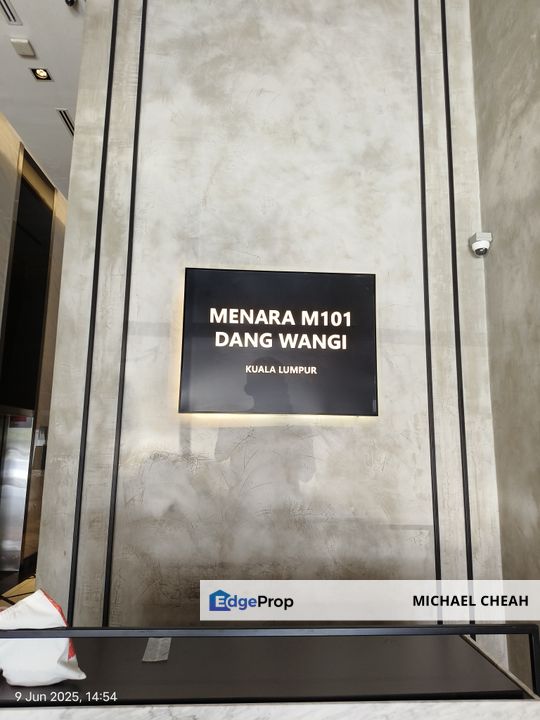 MENARA M101
DANG WANGI
KUALA LUMPUR
EdgeProp
MICHAEL CHEAH
9 Jun 2025, 14:54